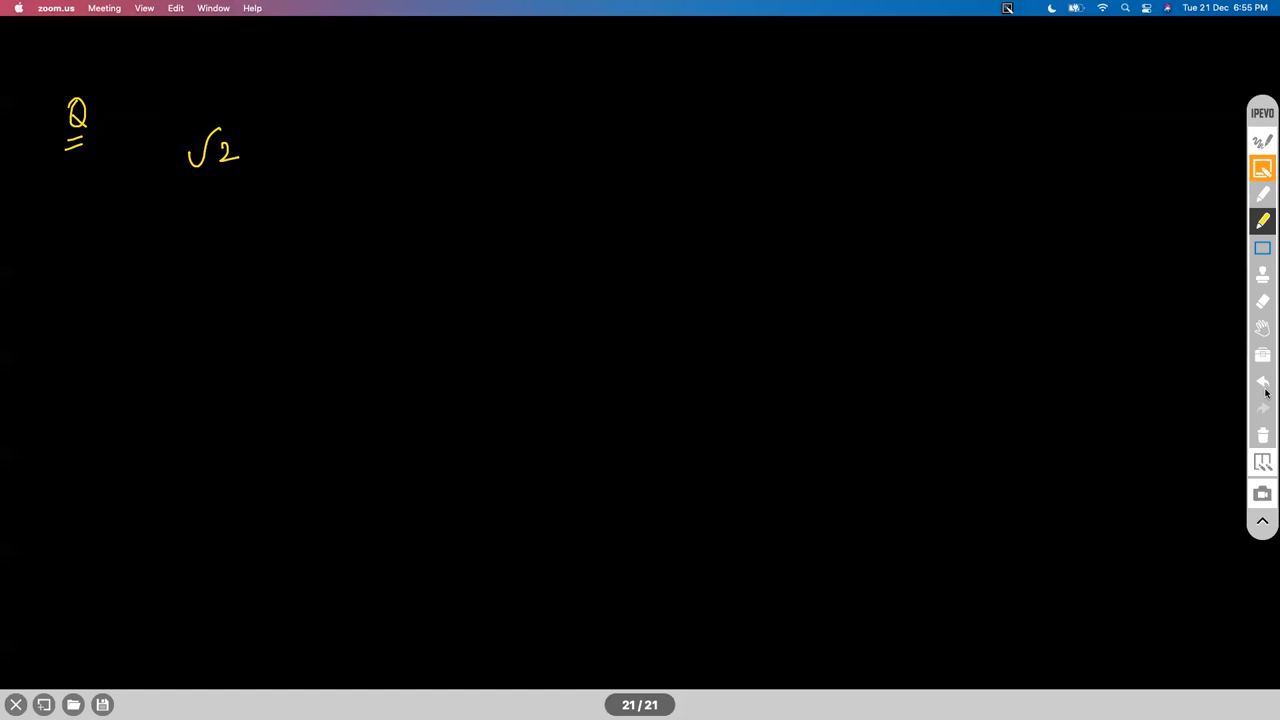 zoom.us Meeting View Edit Window Help Tue 21 Dec 6:55 PM
Q
√2
IPEVO
21/21